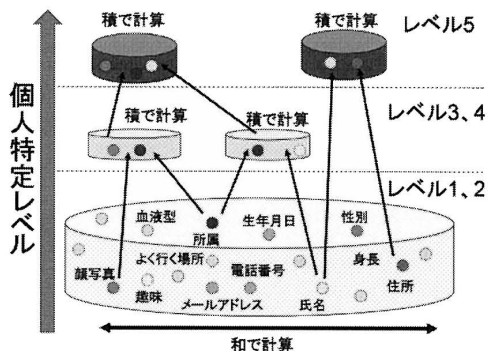 積で計算
積で計算
レベル5
積で計算
積で計算
レベル3、4
レベル1、2
個人特定レベル
血液型
生年月日
性別
所属
よく行く場所
電話番号
身長
顔写真
趣味
メールアドレス
氏名
住所
和で計算